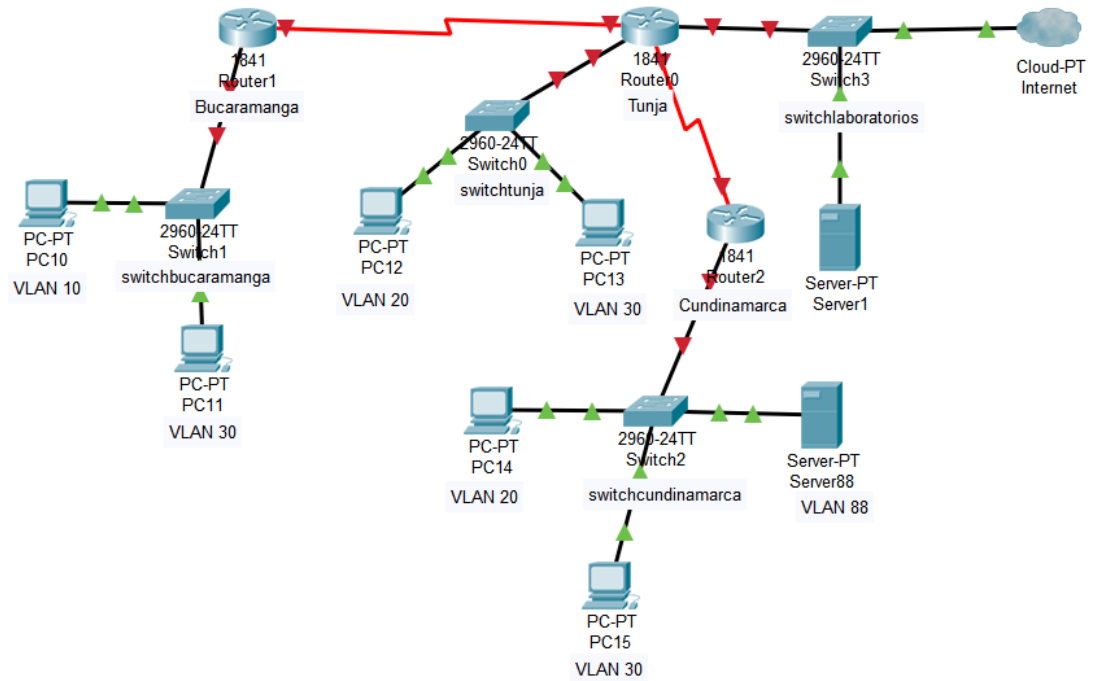 1841
Router1
Bucaramanga
1841
Router0
Tunja
2960-24TT
Switch3
switchlaboratorios
Cloud-PT
Internet
2960-24TT
Switch0
switchtunja
PC-PT
PC10
VLAN 10
2960-24TT
Switch1
switchbucaramanga
PC-PT
PC11
VLAN 30
PC-PT
PC12
VLAN 20
PC-PT
PC13
VLAN 30
1841
Router2
Cundinamarca
Server-PT
Server1
PC-PT
PC14
VLAN 20
2960-24TT
Switch2
switchcundinamarca
Server-PT
Server88
VLAN 88
PC-PT
PC15
VLAN 30